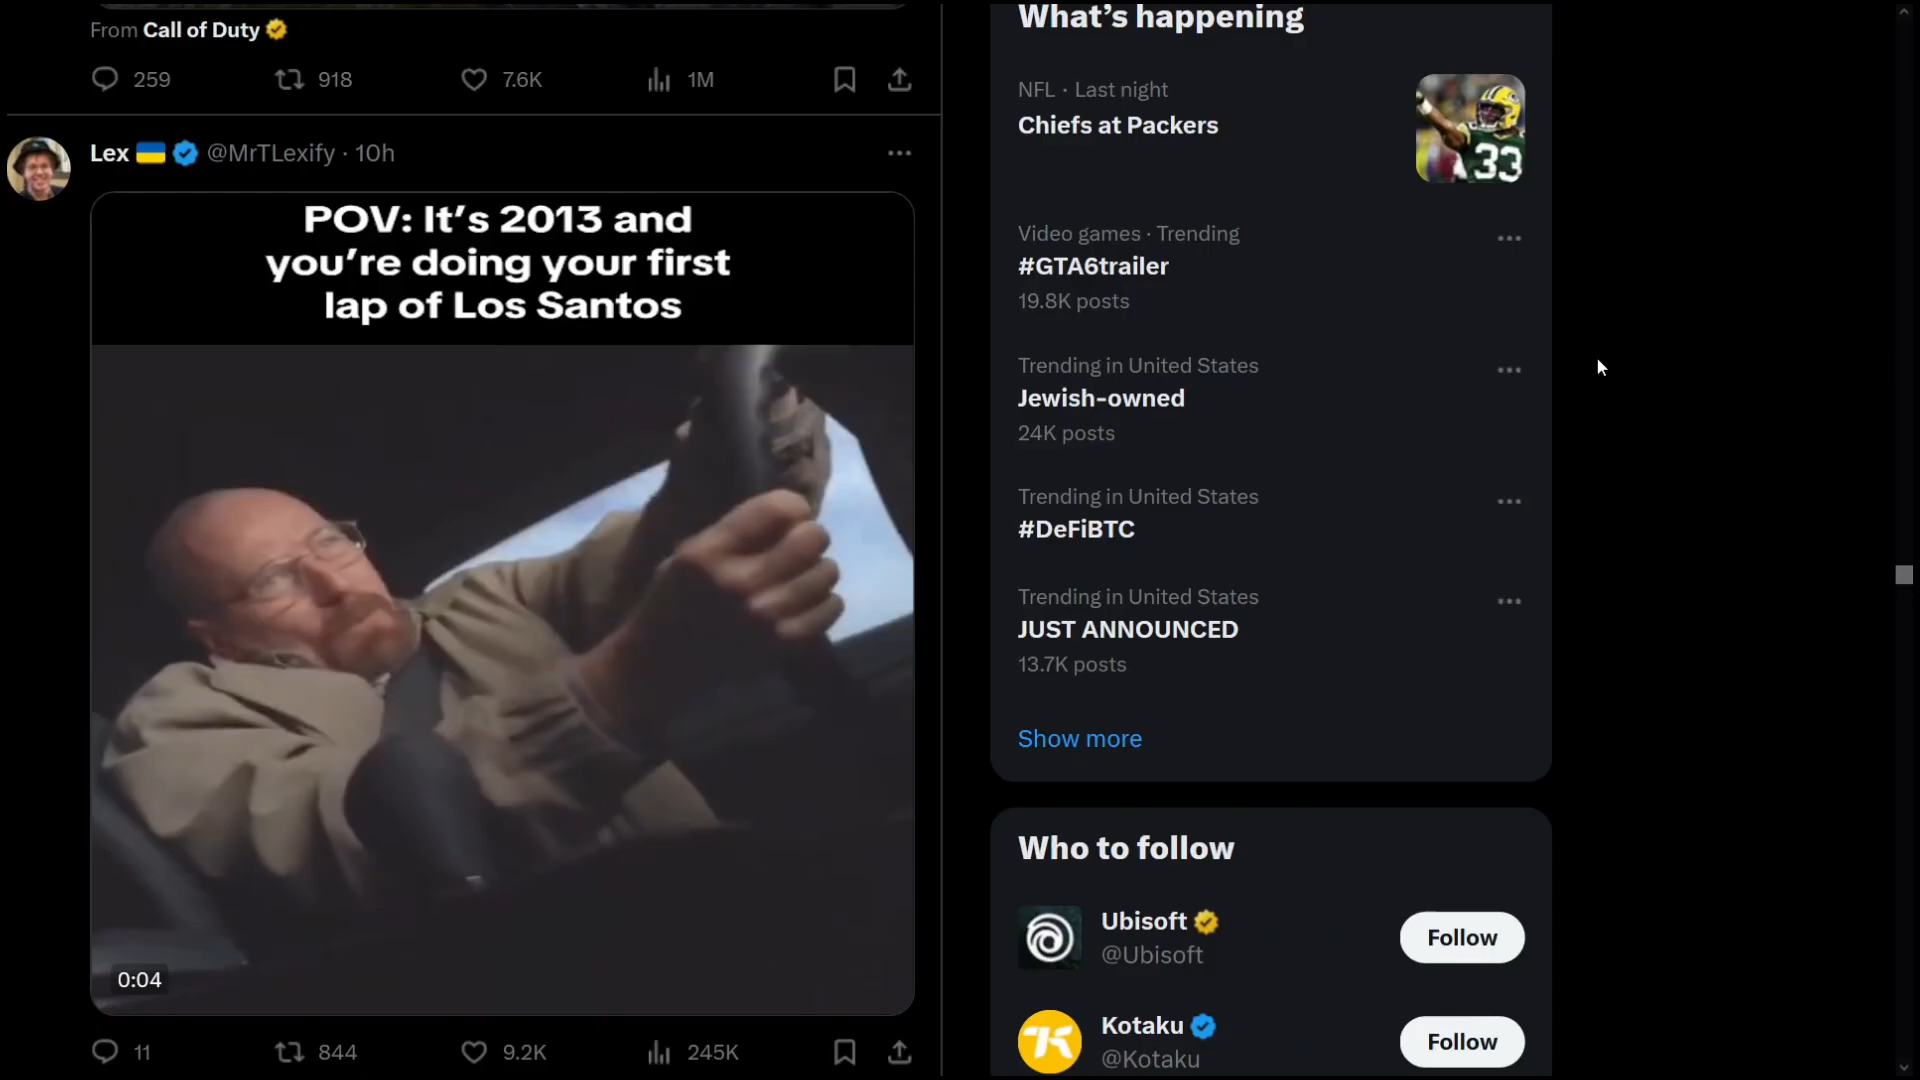 From Call of Duty
259 918 7.6K 1M
Lex @MrTLexify · 10h
POV: It's 2013 and
you're doing your first
lap of Los Santos
0:04
11 844 9.2K 245K
What's happening
NFL · Last night
Chiefs at Packers
33
Video games · Trending
#GTA6trailer
19.8K posts
Trending in United States
Jewish-owned
24K posts
Trending in United States
#DeFiBTC
Trending in United States
JUST ANNOUNCED
13.7K posts
Show more
Who to follow
Ubisoft
@Ubisoft
Follow
Kotaku
@Kotaku
Follow